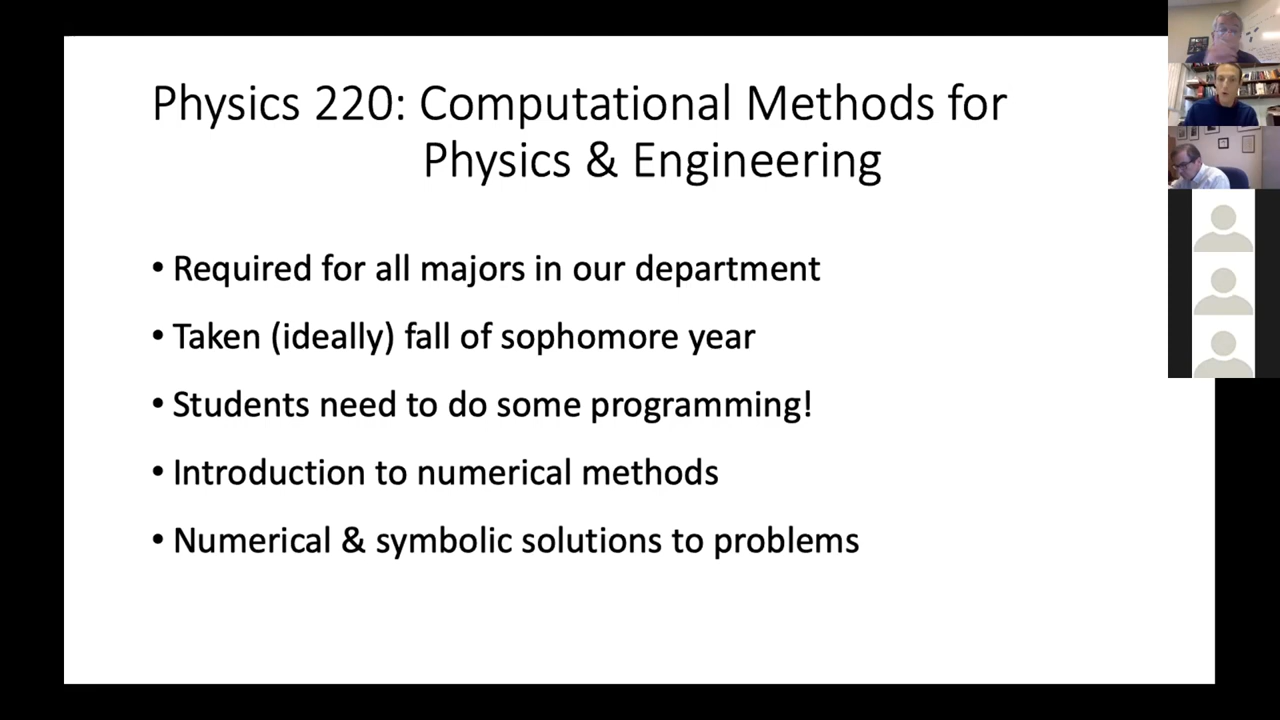 Physics 220: Computational Methods for
Physics & Engineering
• Required for all majors in our department
• Taken (ideally) fall of sophomore year
• Students need to do some programming!
• Introduction to numerical methods
• Numerical & symbolic solutions to problems